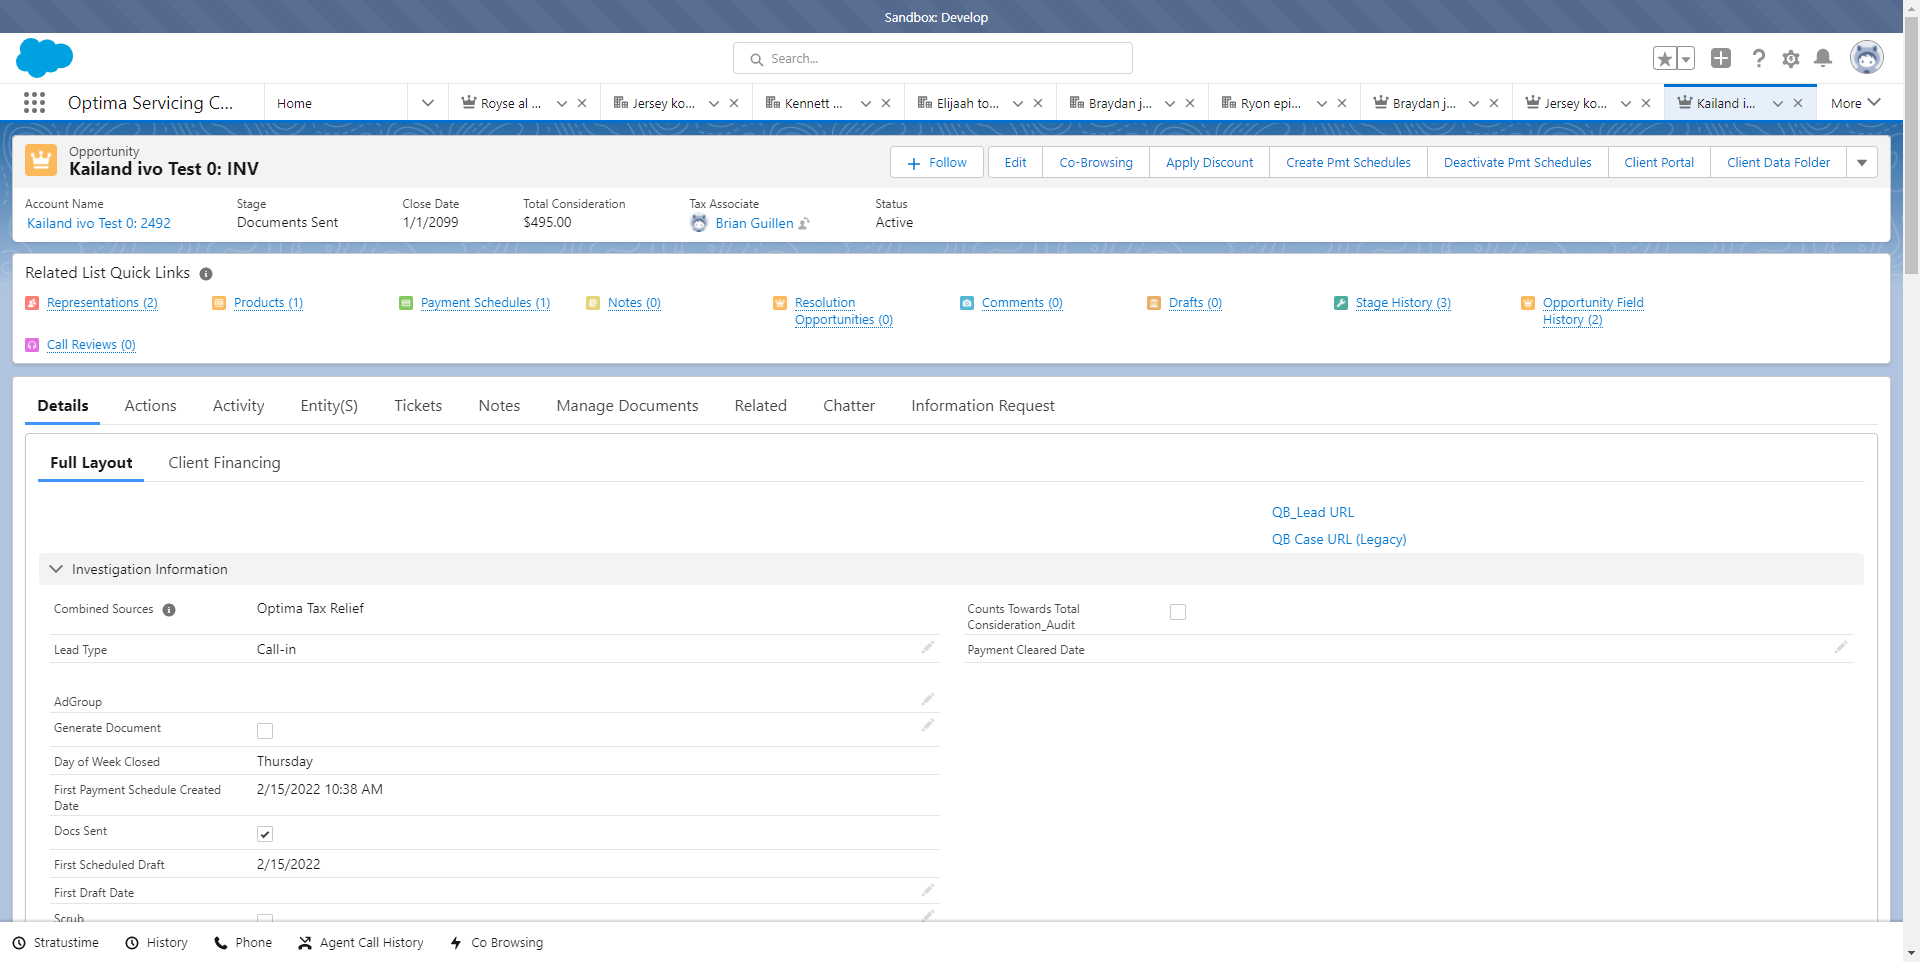 Sandbox: Develop
Search...
Optima Servicing C...
Home
Royse al ...
Jersey ko...
Kennett ...
Elijaah to...
Braydan j...
Ryon epi...
Braydan j...
Jersey ko...
Kailand i...
More
Opportunity
Kailand ivo Test 0: INV
Follow
Edit
Co-Browsing
Apply Discount
Create Pmt Schedules
Deactivate Pmt Schedules
Client Portal
Client Data Folder
Account Name
Stage
Close Date
Total Consideration
Tax Associate
Status
Kailand ivo Test 0: 2492
Documents Sent
1/1/2099
$495.00
Brian Guillen
Active
Related List Quick Links
Representations (2)
Products (1)
Payment Schedules (1)
Notes (0)
Resolution
Opportunities (0)
Comments (0)
Drafts (0)
Stage History (3)
Opportunity Field
History (2)
Call Reviews (0)
Details
Actions
Activity
Entity(S)
Tickets
Notes
Manage Documents
Related
Chatter
Information Request
Full Layout
Client Financing
QB_Lead URL
QB Case URL (Legacy)
Investigation Information
Combined Sources
Optima Tax Relief
Counts Towards Total
Consideration_Audit
Lead Type
Call-in
Payment Cleared Date
AdGroup
Generate Document
Day of Week Closed
Thursday
First Payment Schedule Created
Date
2/15/2022 10:38 AM
Docs Sent
First Scheduled Draft
2/15/2022
First Draft Date
Scrub
Stratustime
History
Phone
Agent Call History
Co Browsing